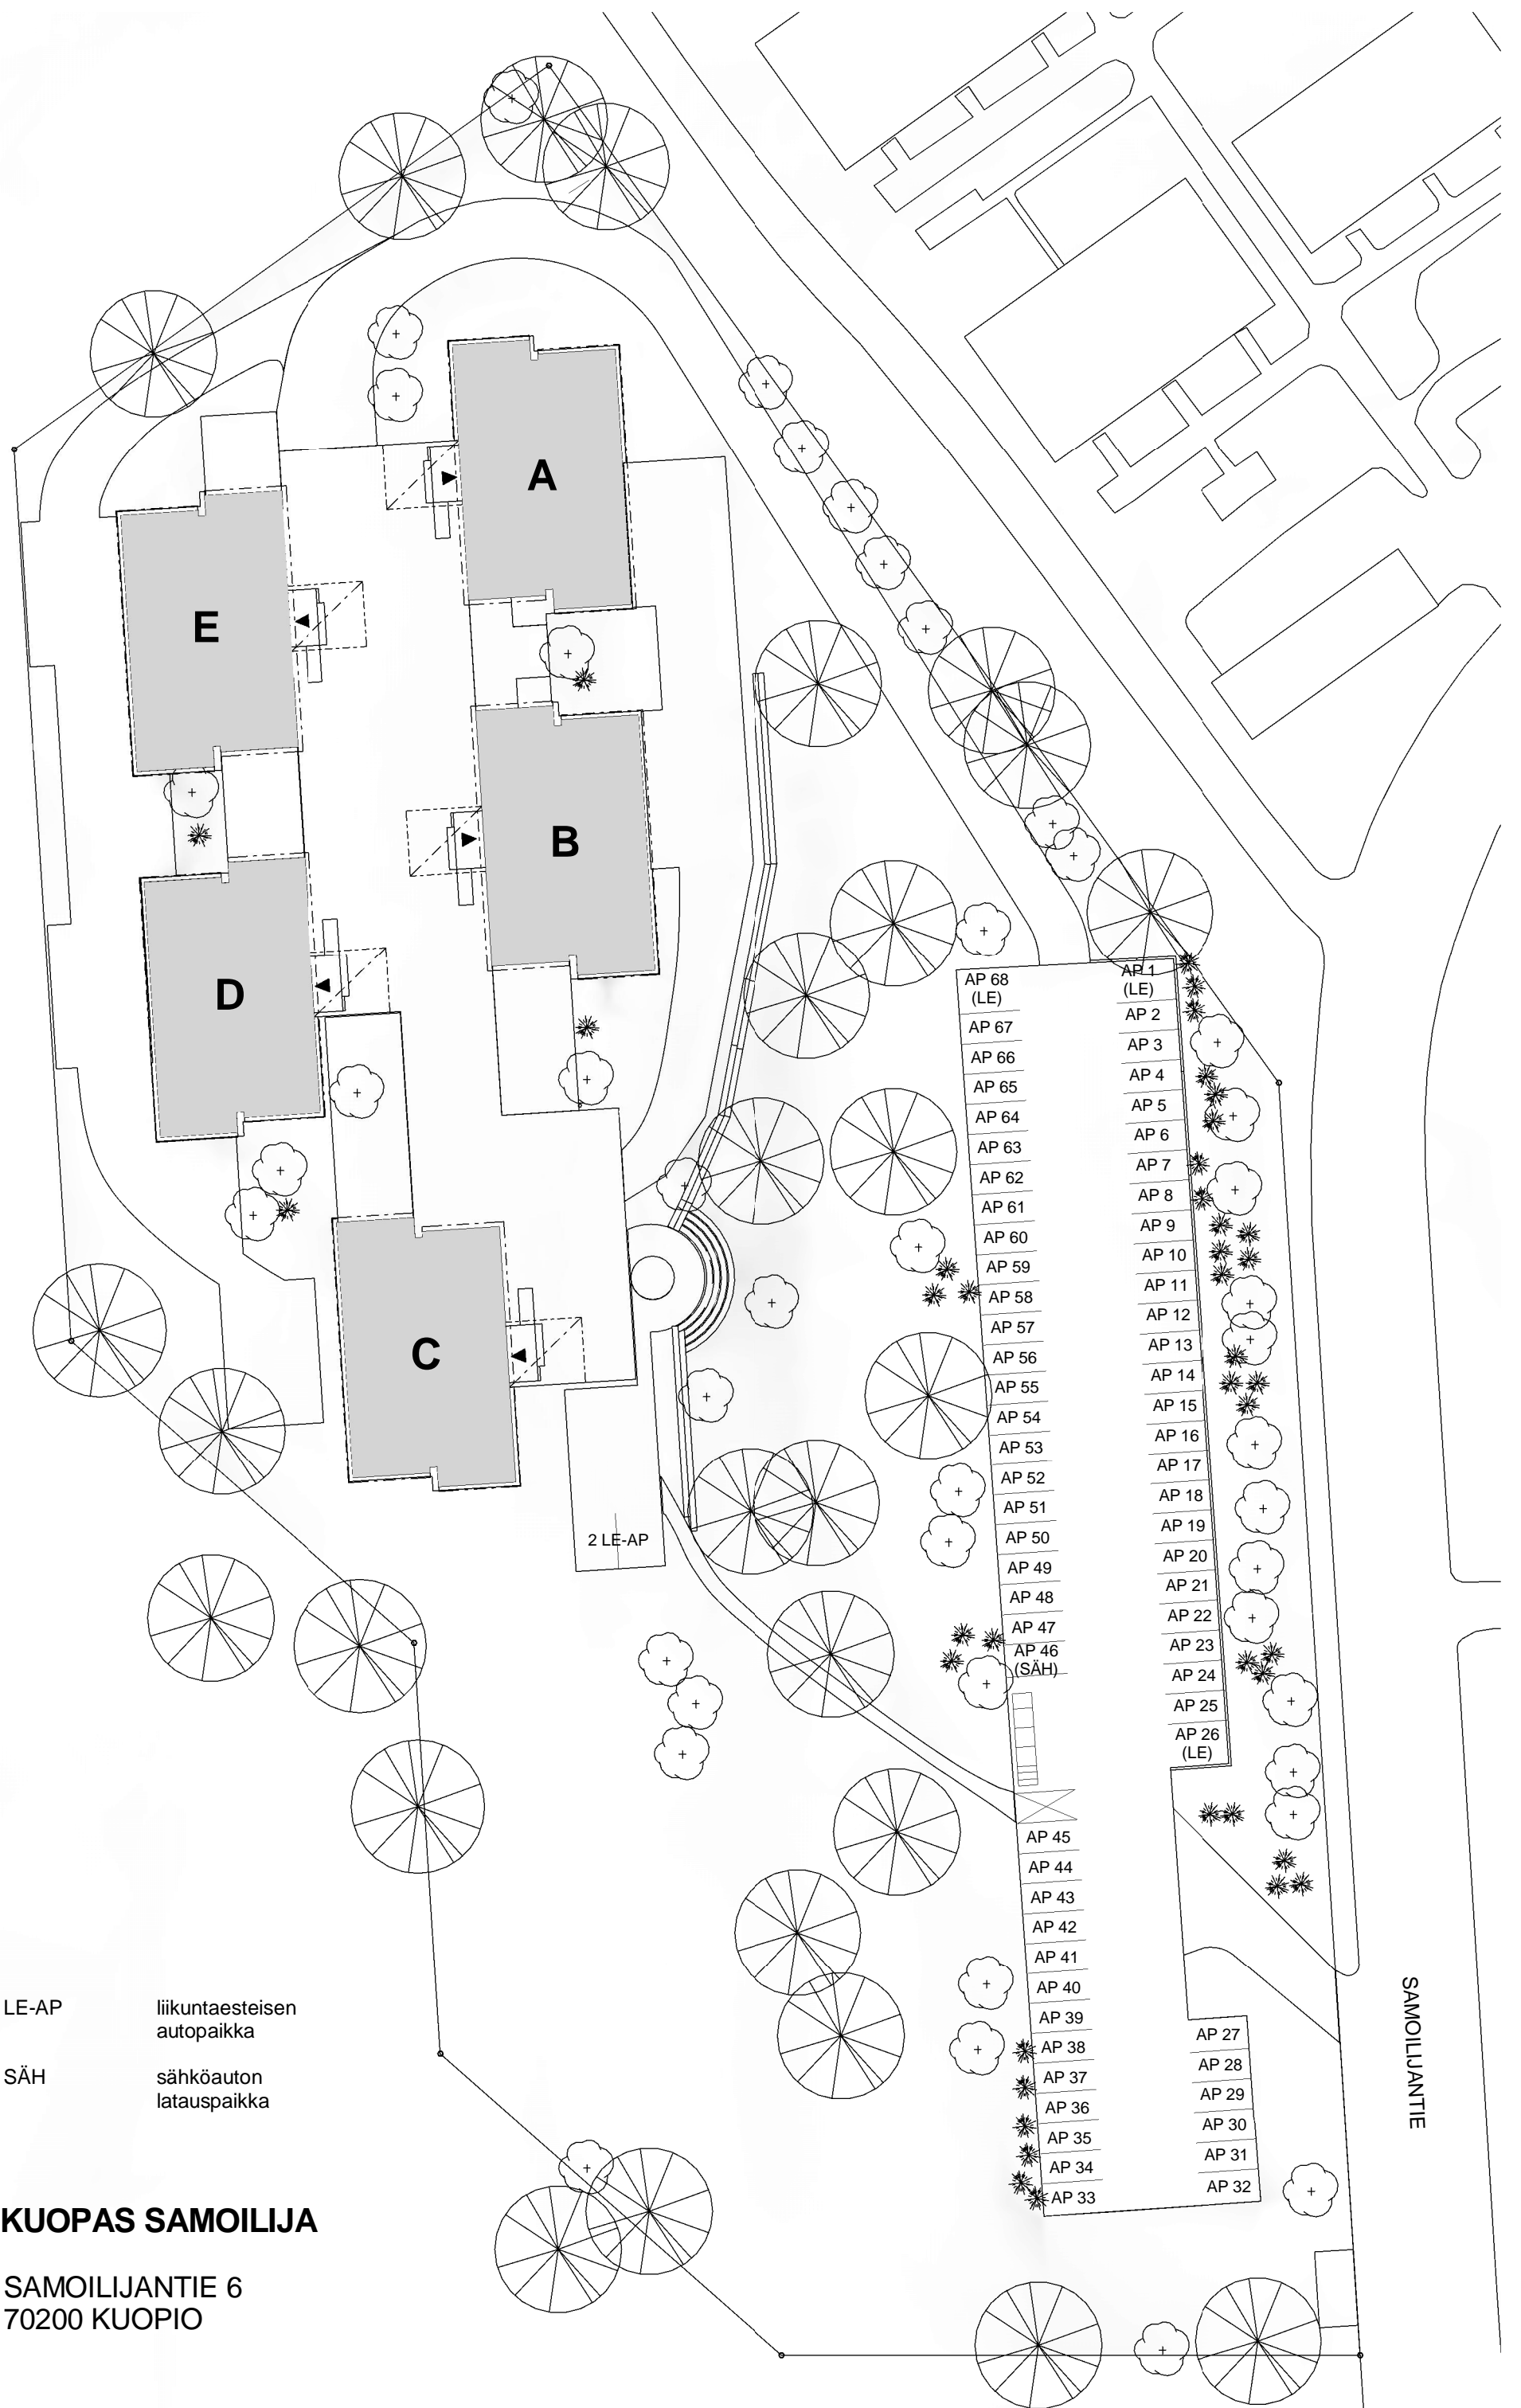 A
E
B
D
C
2 LE-AP
AP 68
(LE)
AP 67
AP 66
AP 65
AP 64
AP 63
AP 62
AP 61
AP 60
AP 59
AP 58
AP 57
AP 56
AP 55
AP 54
AP 53
AP 52
AP 51
AP 50
AP 49
AP 48
AP 47
AP 46
(SÄH)
AP 45
AP 44
AP 43
AP 42
AP 41
AP 40
AP 39
AP 38
AP 37
AP 36
AP 35
AP 34
AP 33
AP 1
(LE)
AP 2
AP 3
AP 4
AP 5
AP 6
AP 7
AP 8
AP 9
AP 10
AP 11
AP 12
AP 13
AP 14
AP 15
AP 16
AP 17
AP 18
AP 19
AP 20
AP 21
AP 22
AP 23
AP 24
AP 25
AP 26
(LE)
AP 27
AP 28
AP 29
AP 30
AP 31
AP 32
SAMOILIJANTIE
LE-AP liikuntaesteisen
autopaikka
SÄH sähköauton
latauspaikka
KUOPAS SAMOILIJA
SAMOILIJANTIE 6
70200 KUOPIO